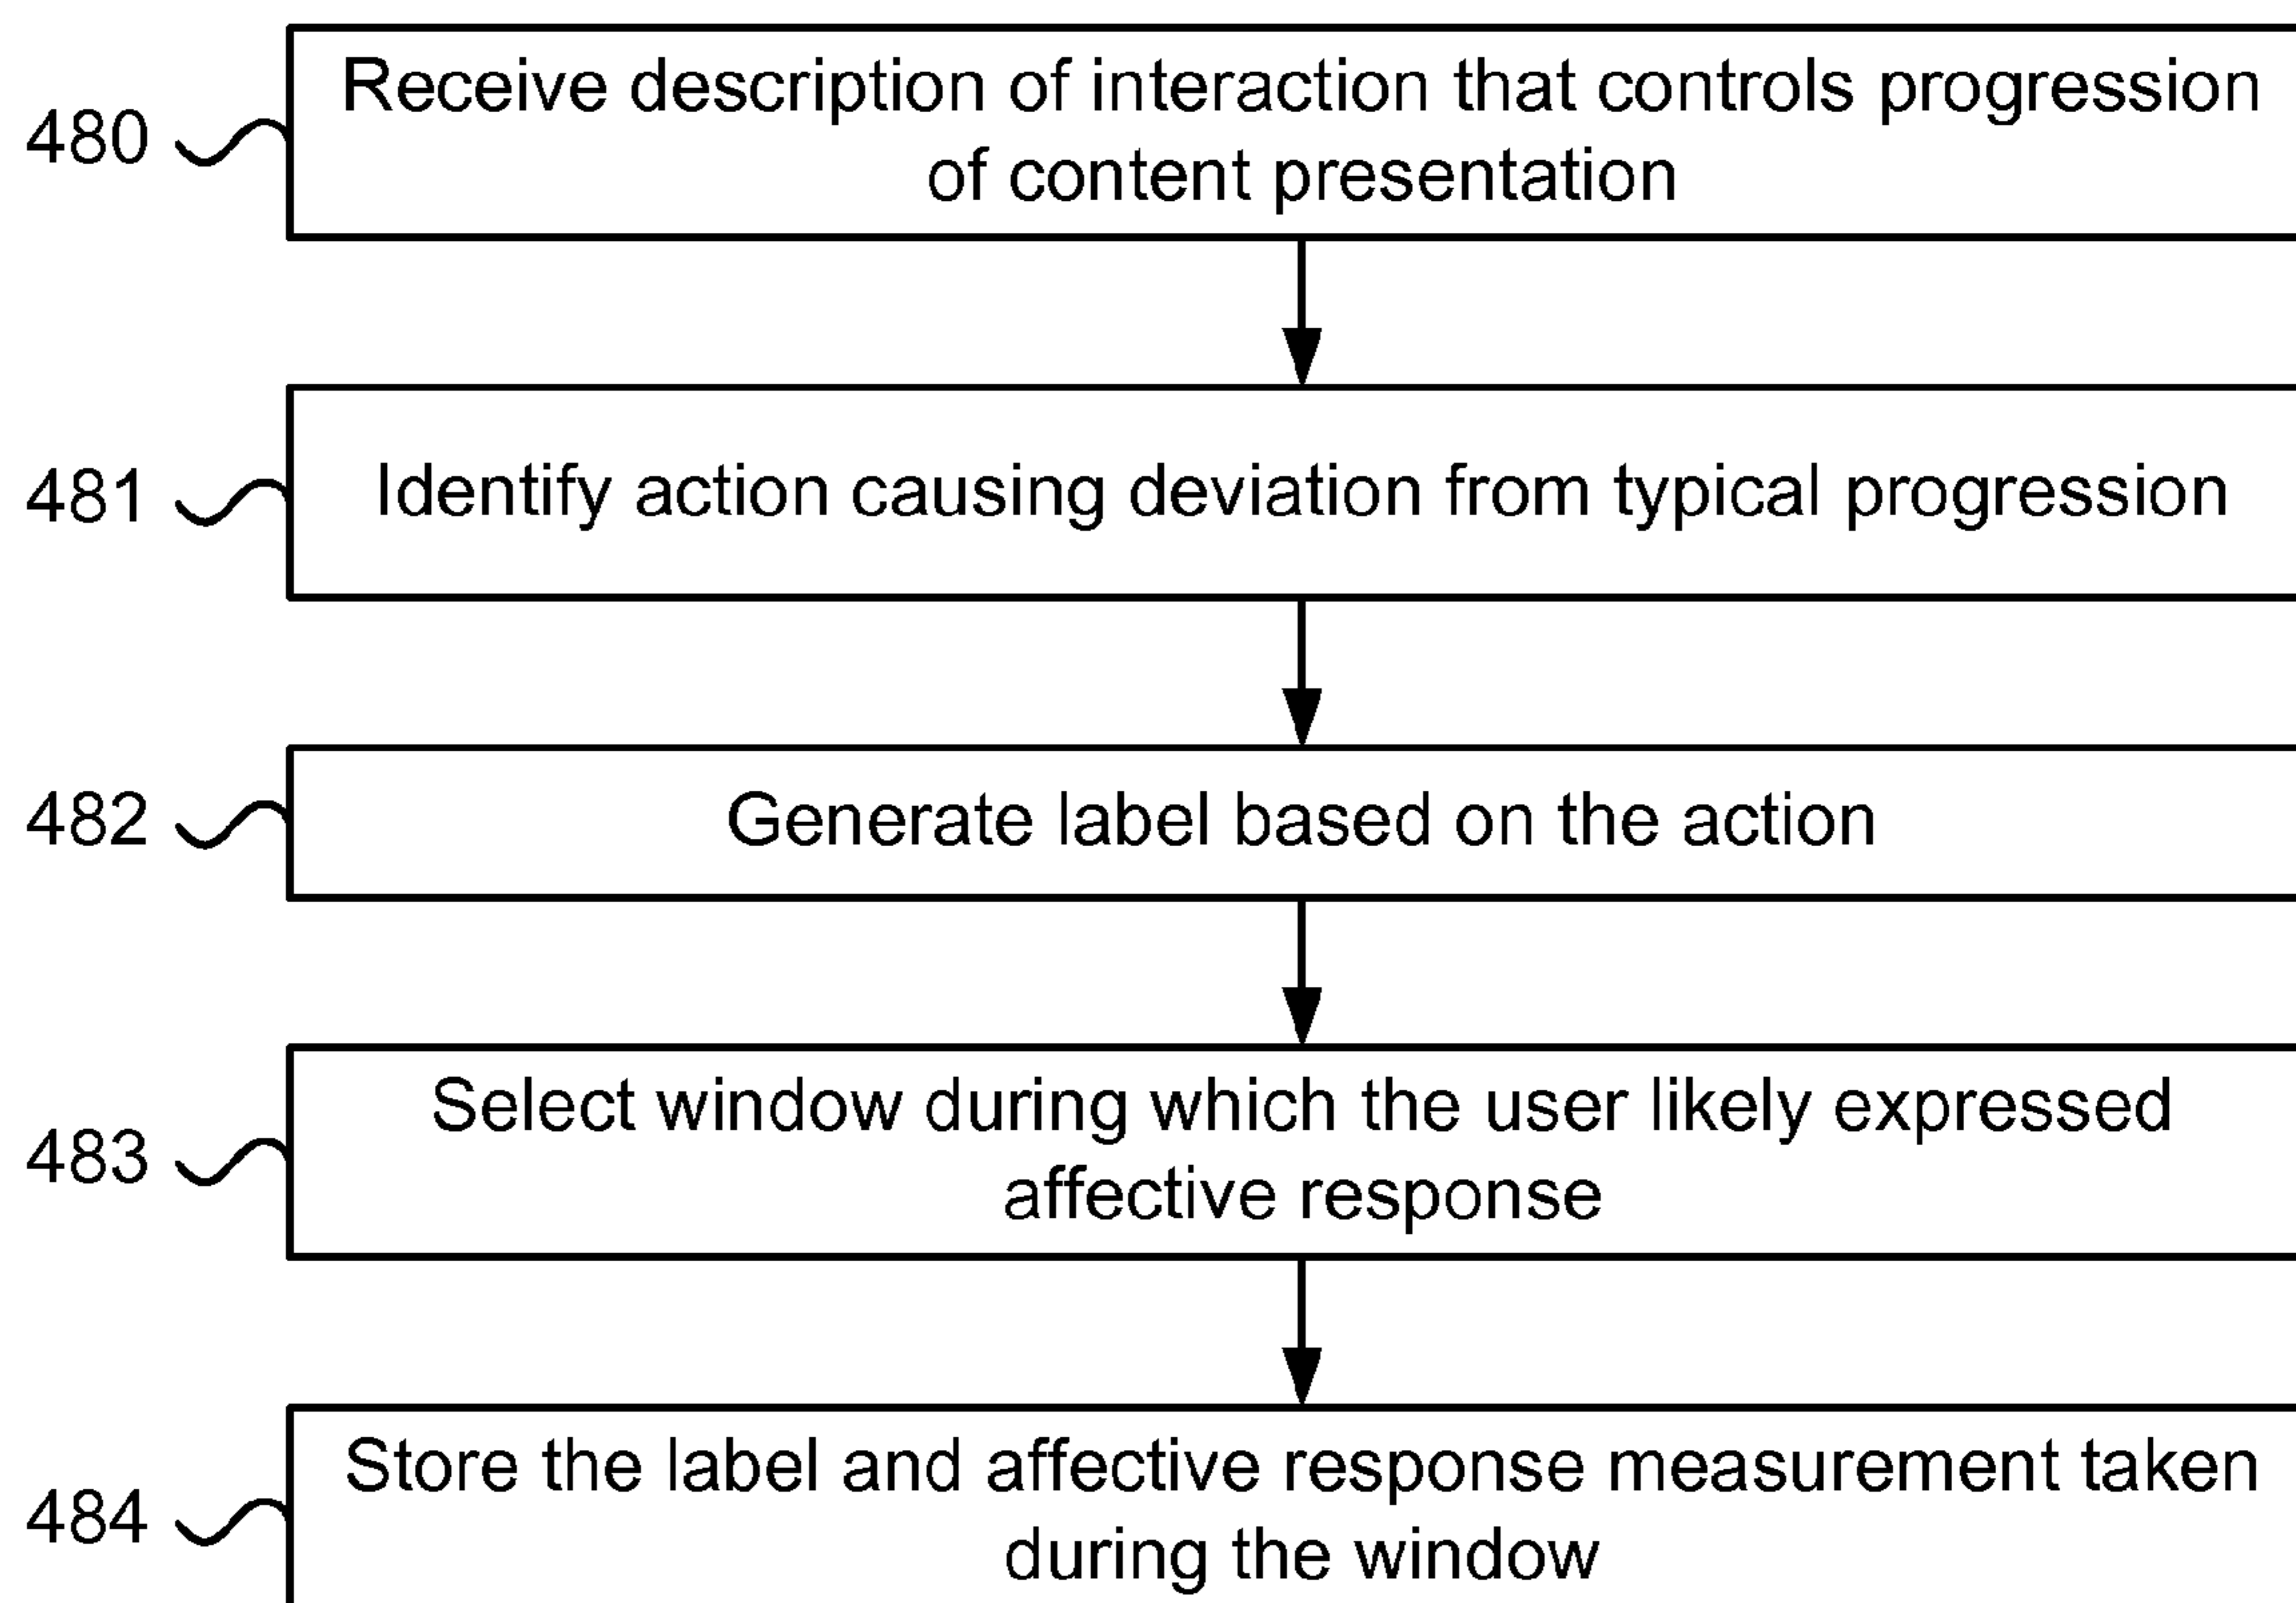 480
Receive description of interaction that controls progression
of content presentation
481
Identify action causing deviation from typical progression
482
Generate label based on the action
483
Select window during which the user likely expressed
affective response
484
Store the label and affective response measurement taken
during the window